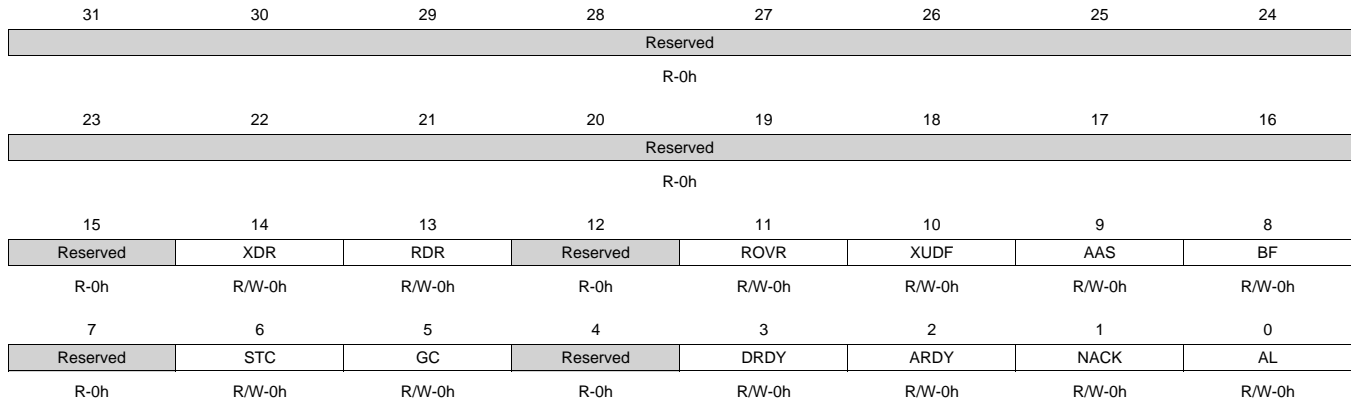 31 30 29 28 27 26 25 24
Reserved
R-0h
23 22 21 20 19 18 17 16
Reserved
R-0h
15 14 13 12 11 10 9 8
Reserved XDR RDR Reserved ROVR XUDF AAS BF
R-0h R/W-0h R/W-0h R-0h R/W-0h R/W-0h R/W-0h R/W-0h
7 6 5 4 3 2 1 0
Reserved STC GC Reserved DRDY ARDY NACK AL
R-0h R/W-0h R/W-0h R-0h R/W-0h R/W-0h R/W-0h R/W-0h